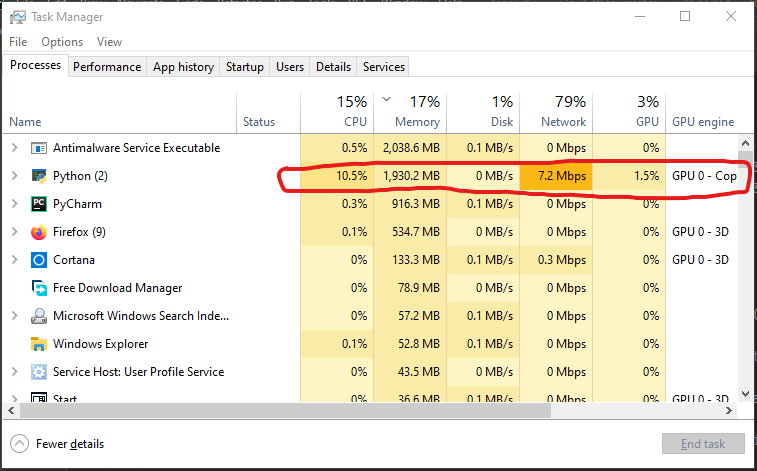 Task Manager
File Options View
Processes Performance App history Startup Users Details Services
15% 17% 1% 79% 3%
Name Status CPU Memory Disk Network GPU GPU engine
Antimalware Service Executable 0.5% 2,038.6 MB 0.1 MB/s 0 Mbps 0%
Python (2) 10.5% 1,930.2 MB 0 MB/s 7.2 Mbps 1.5% GPU 0 - Cop
PyCharm 0.3% 916.3 MB 0.1 MB/s 0 Mbps 0%
Firefox (9) 0.1% 534.7 MB 0 MB/s 0 Mbps 0% GPU 0 - 3D
Cortana 0% 133.3 MB 0.1 MB/s 0.3 Mbps 0% GPU 0 - 3D
Free Download Manager 0% 78.9 MB 0 MB/s 0 Mbps 0%
Microsoft Windows Search Inde... 0% 57.2 MB 0.1 MB/s 0 Mbps 0%
Windows Explorer 0.1% 52.8 MB 0.1 MB/s 0 Mbps 0%
Service Host: User Profile Service 0% 43.5 MB 0 MB/s 0 Mbps 0%
Start 0% 36.6 MB 0.1 MB/s 0 Mbps 0% GPU 0 - 3D
Fewer details End task